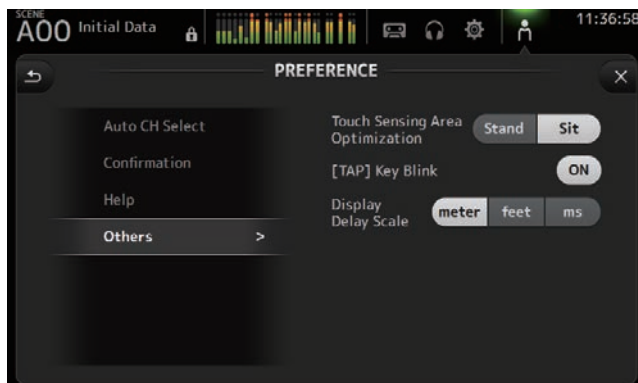 SCENE
A00 Initial Data
11:36:58
PREFERENCE
Auto CH Select
Confirmation
Help
Others >
Touch Sensing Area
Optimization
Stand Sit
[TAP] Key Blink
ON
Display
Delay Scale
meter feet ms